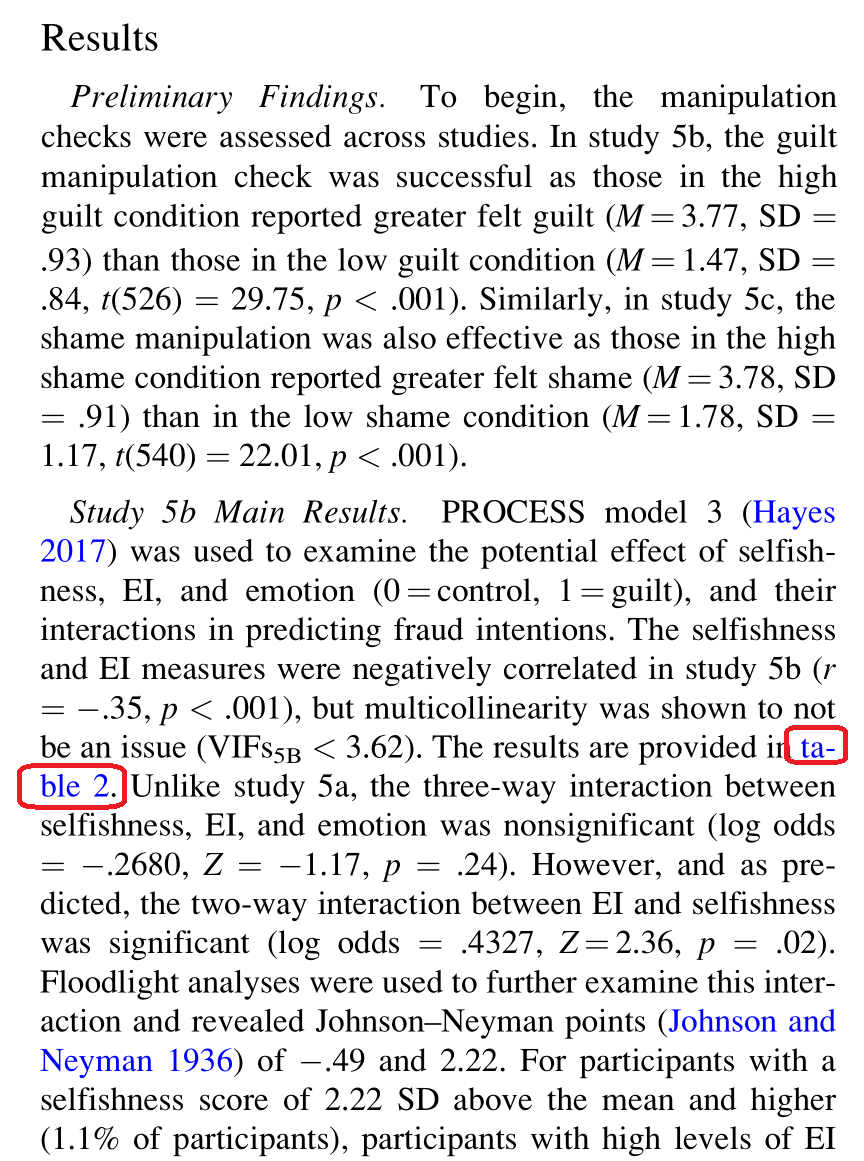 Results
Preliminary Findings. To begin, the manipulation
checks were assessed across studies. In study 5b, the guilt
manipulation check was successful as those in the high
guilt condition reported greater felt guilt (M = 3.77, SD =
.93) than those in the low guilt condition (M = 1.47, SD =
.84, t(526) = 29.75, p < .001). Similarly, in study 5c, the
shame manipulation was also effective as those in the high
shame condition reported greater felt shame (M = 3.78, SD
= .91) than in the low shame condition (M = 1.78, SD =
1.17, t(540) = 22.01, p < .001).
Study 5b Main Results. PROCESS model 3 (Hayes
2017) was used to examine the potential effect of selfish-
ness, EI, and emotion (0 = control, 1 = guilt), and their
interactions in predicting fraud intentions. The selfishness
and EI measures were negatively correlated in study 5b (r
= −.35, p < .001), but multicollinearity was shown to not
be an issue (VIFs5B < 3.62). The results are provided in ta-
ble 2. Unlike study 5a, the three-way interaction between
selfishness, EI, and emotion was nonsignificant (log odds
= −.2680, Z = −1.17, p = .24). However, and as pre-
dicted, the two-way interaction between EI and selfishness
was significant (log odds = .4327, Z = 2.36, p = .02).
Floodlight analyses were used to further examine this inter-
action and revealed Johnson–Neyman points (Johnson and
Neyman 1936) of −.49 and 2.22. For participants with a
selfishness score of 2.22 SD above the mean and higher
(1.1% of participants), participants with high levels of EI